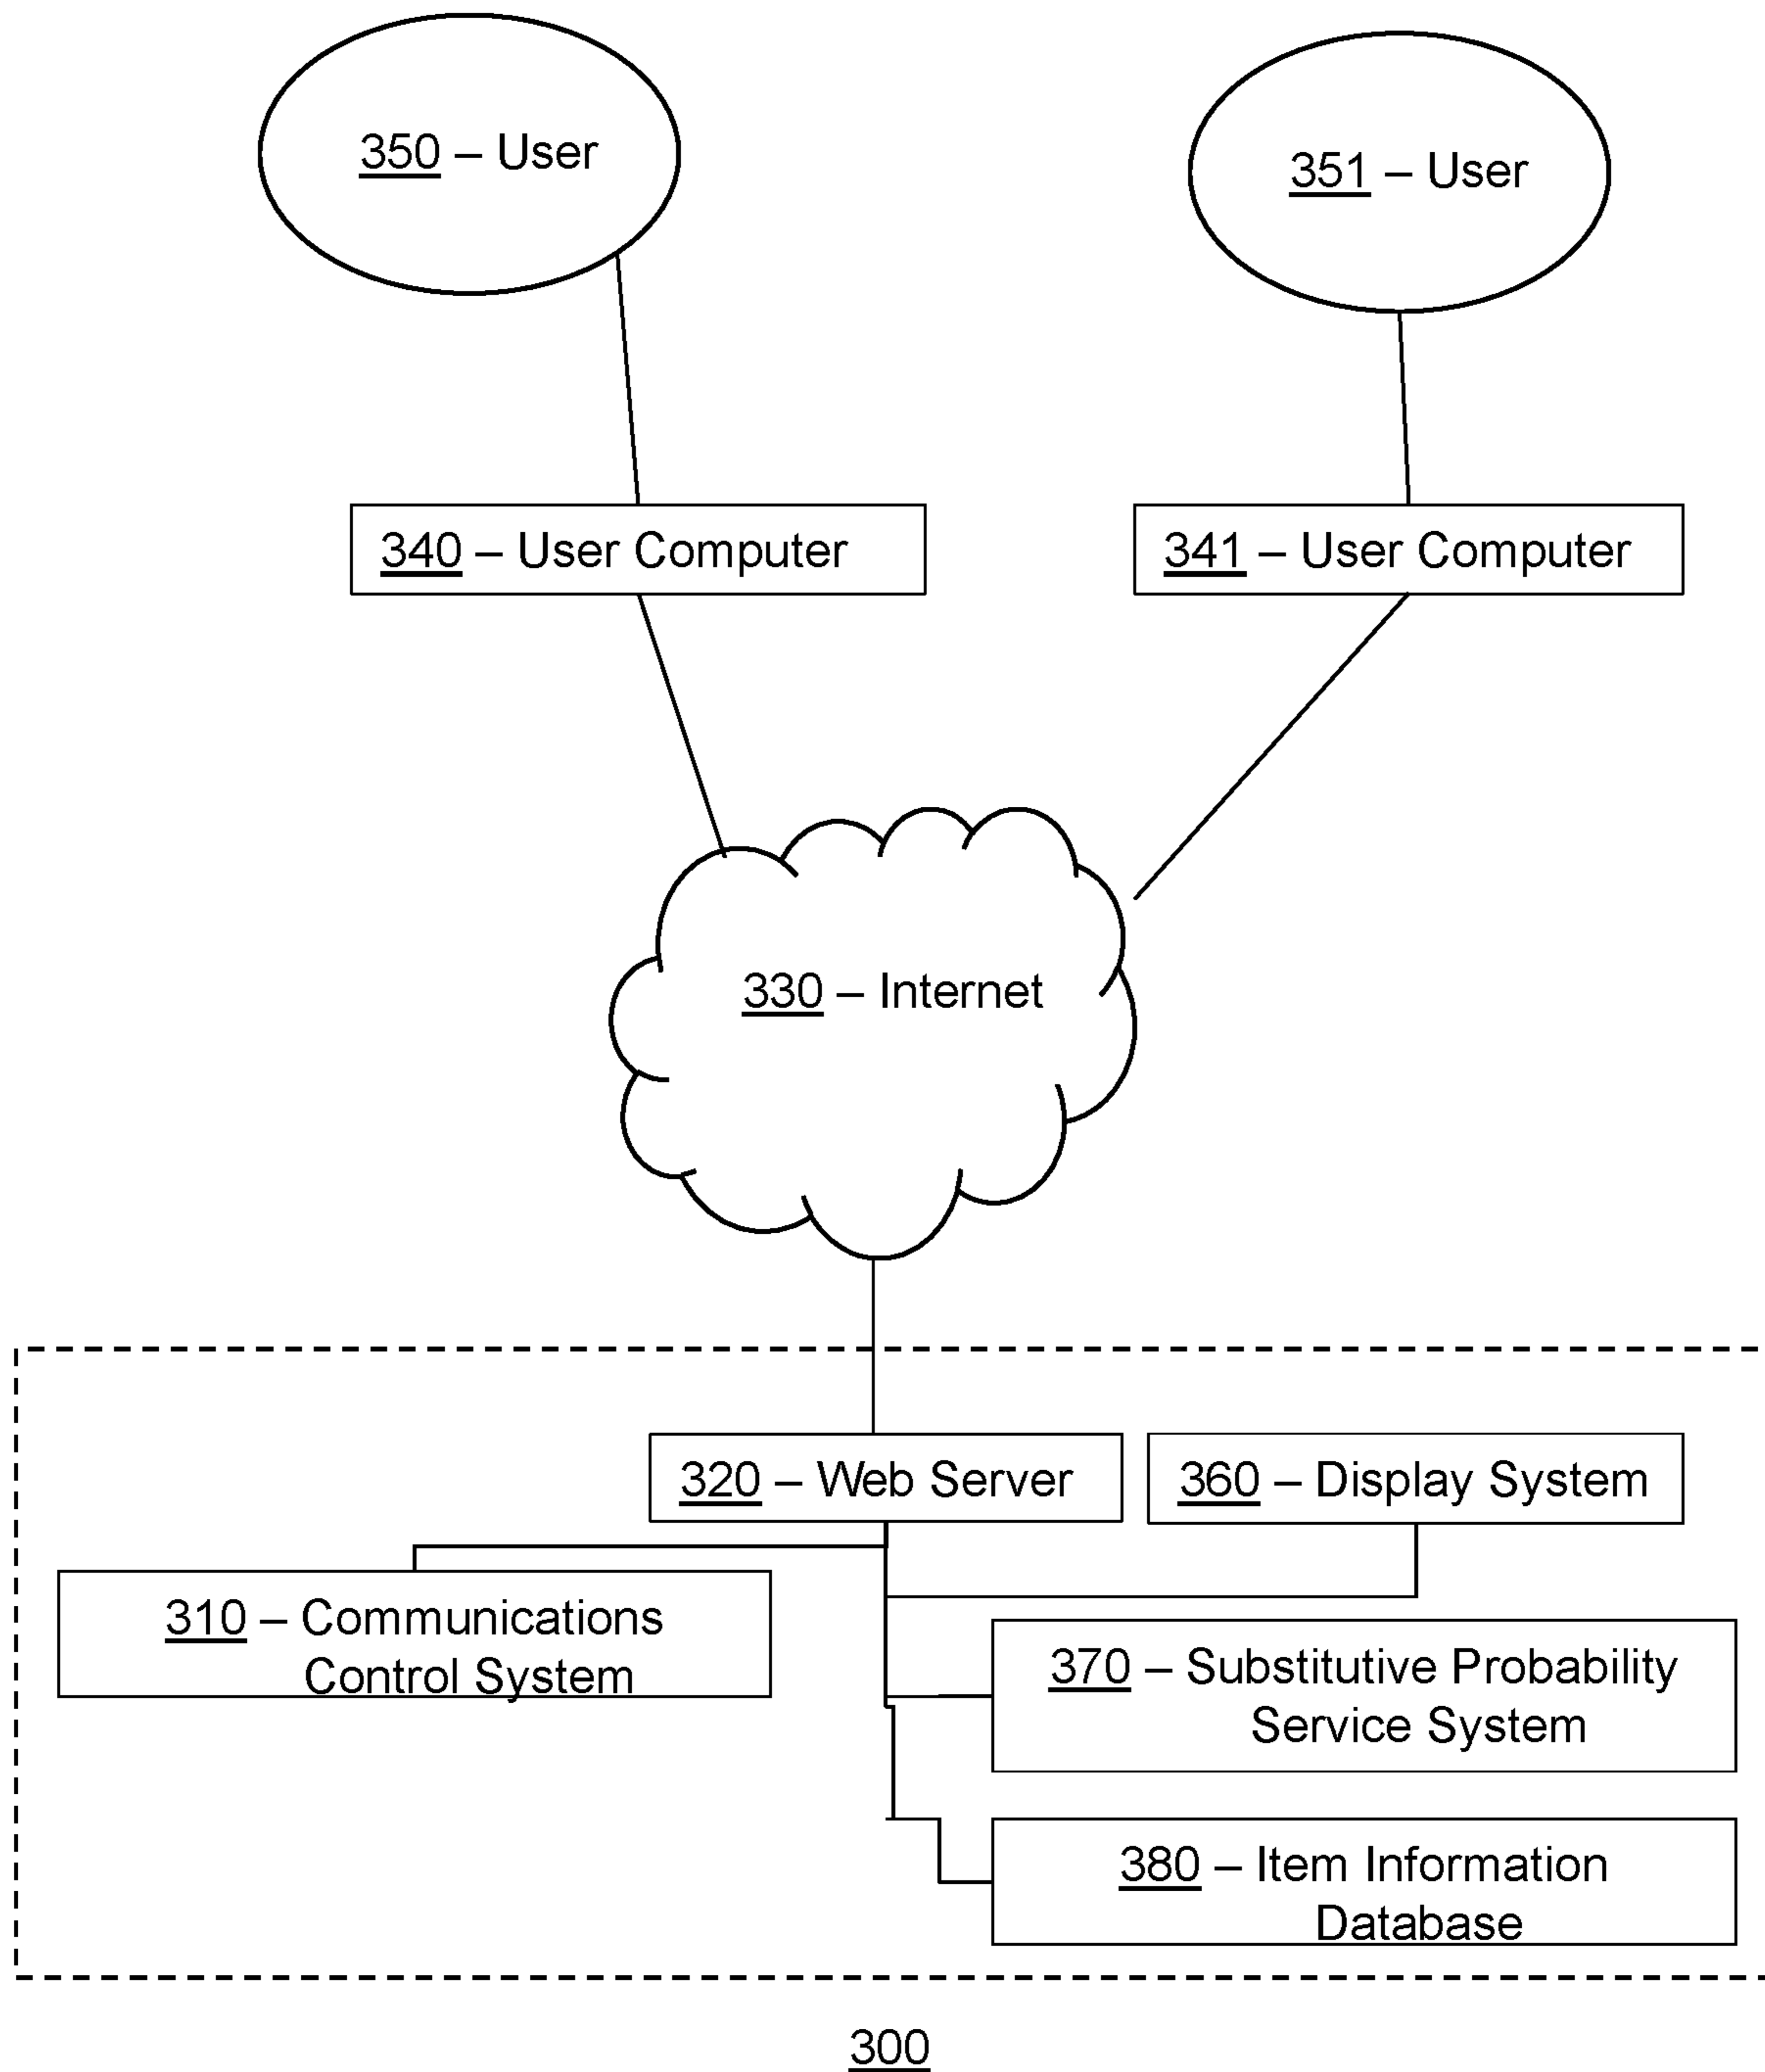 350 – User
351 – User
340 – User Computer
341 – User Computer
330 – Internet
320 – Web Server
360 – Display System
310 – Communications
Control System
370 – Substitutive Probability
Service System
380 – Item Information
Database
300